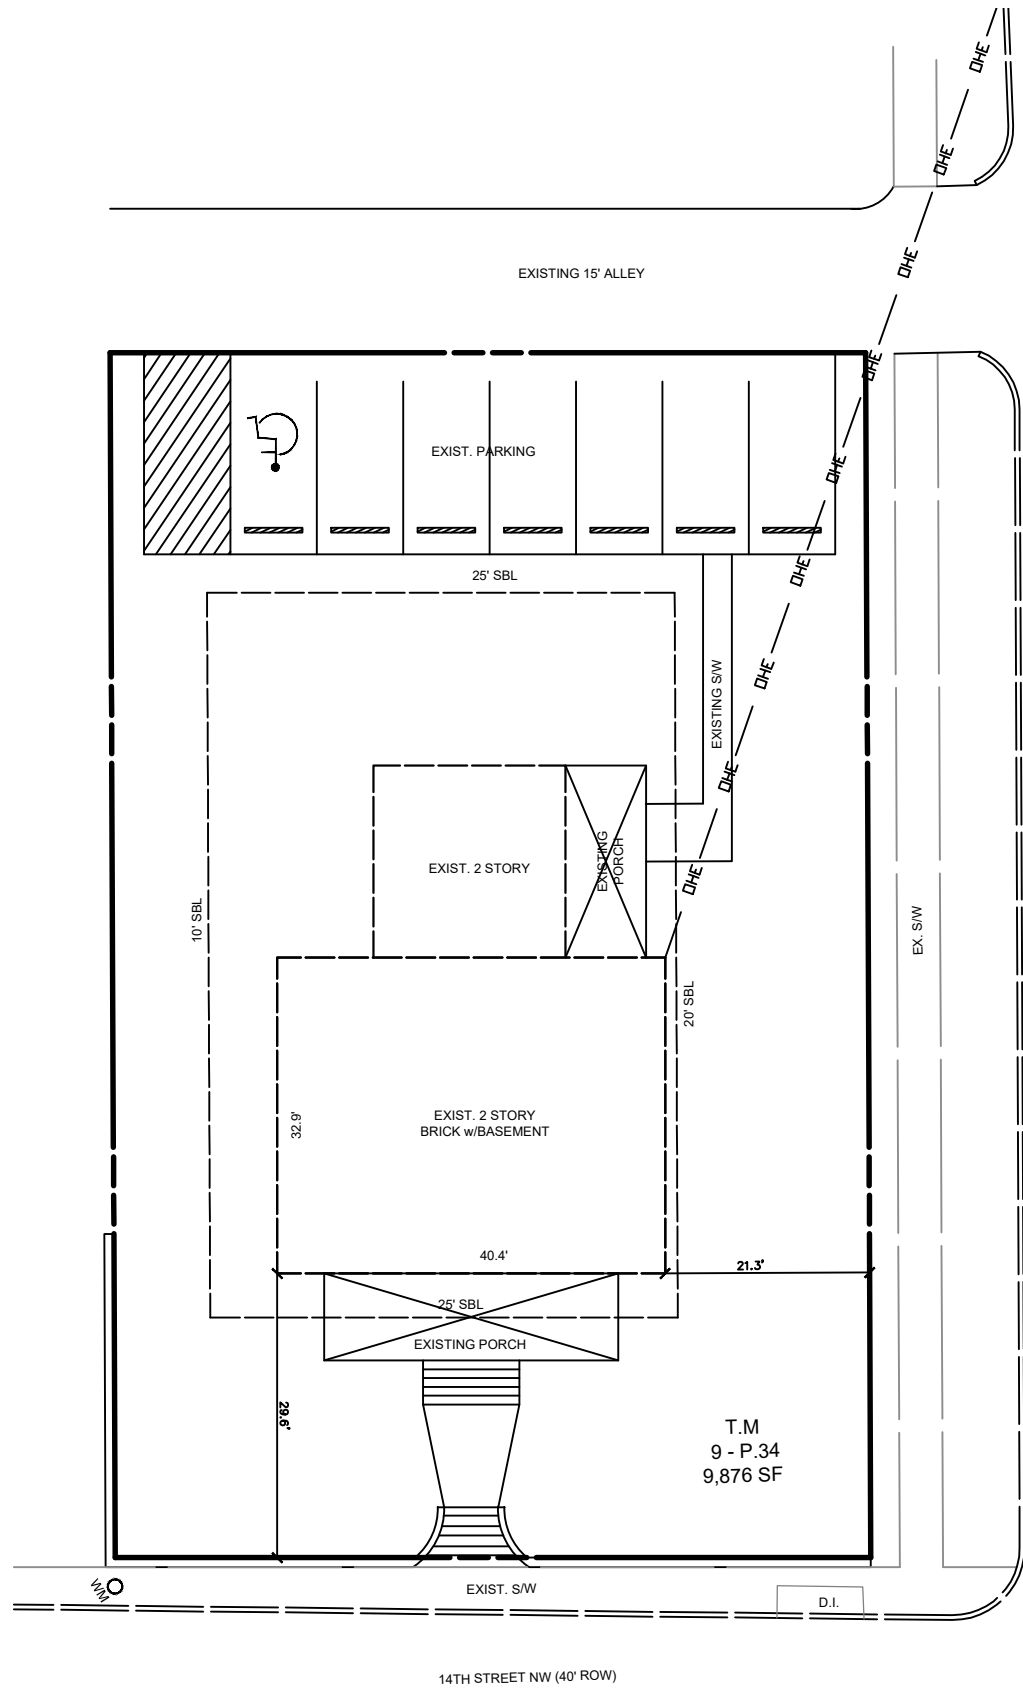 OHE
OHE
OHE
EXISTING 15' ALLEY
OHE
EXIST. PARKING
OHE
OHE
25' SBL
OHE
EXISTING S/W
OHE
EXISTING
PORCH
EXIST. 2 STORY
OHE
10' SBL
EX. S/W
20' SBL
32.9'
EXIST. 2 STORY
BRICK w/BASEMENT
40.4'
21.3'
25' SBL
EXISTING PORCH
29.6'
T.M
9 - P.34
9,876 SF
WM
EXIST. S/W
D.I.
14TH STREET NW (40' ROW)